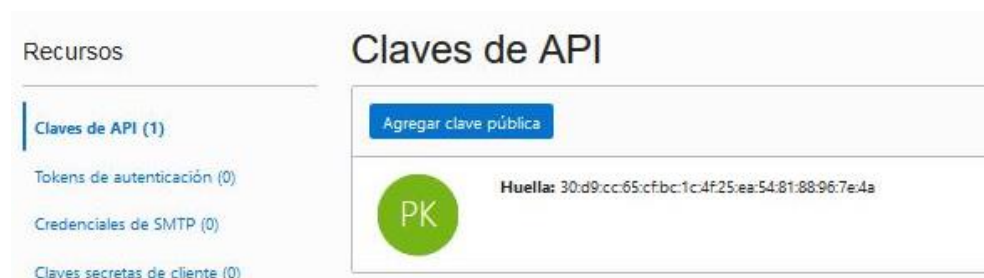 Recursos
Claves de API (1)
Tokens de autenticación (0)
Credenciales de SMTP (0)
Claves secretas de cliente (0)
Claves de API
Agregar clave pública
PK
Huella: 30:d9:cc:65:cf:bc:1c:4f:25:ea:54:81:88:96:7e:4a